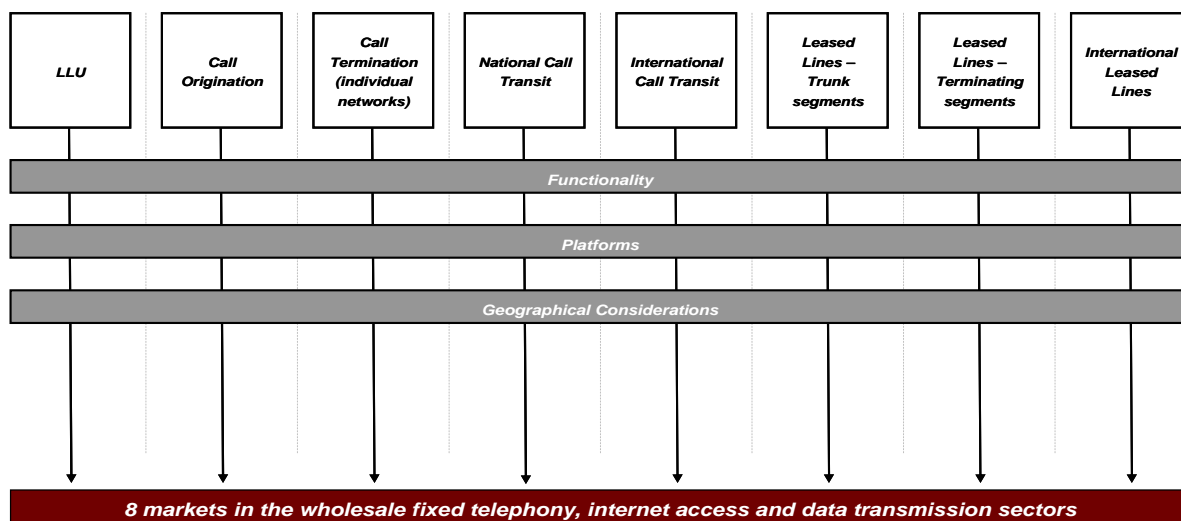 LLU
Call
Origination
Call
Termination
(individual
networks)
National Call
Transit
International
Call Transit
Leased
Lines –
Trunk
segments
Leased
Lines –
Terminating
segments
International
Leased
Lines
Functionality
Platforms
Geographical Considerations
8 markets in the wholesale fixed telephony, internet access and data transmission sectors